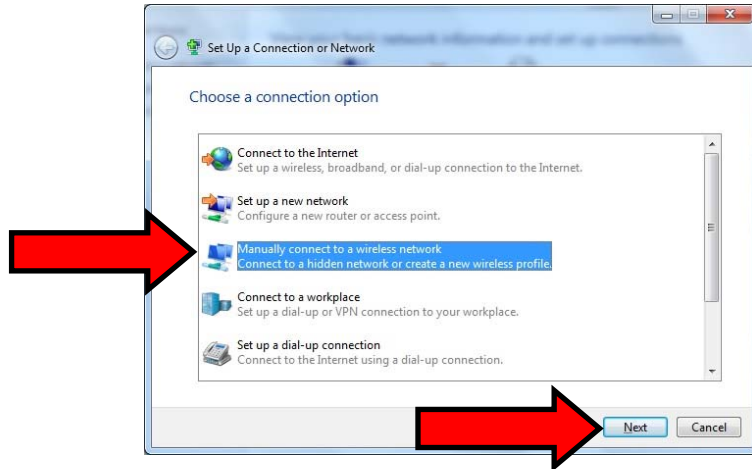 Set Up a Connection or Network
Choose a connection option
Connect to the Internet
Set up a wireless, broadband, or dial-up connection to the Internet.
Set up a new network
Configure a new router or access point.
Manually connect to a wireless network
Connect to a hidden network or create a new wireless profile.
Connect to a workplace
Set up a dial-up or VPN connection to your workplace.
Set up a dial-up connection
Connect to the Internet using a dial-up connection.
Next Cancel